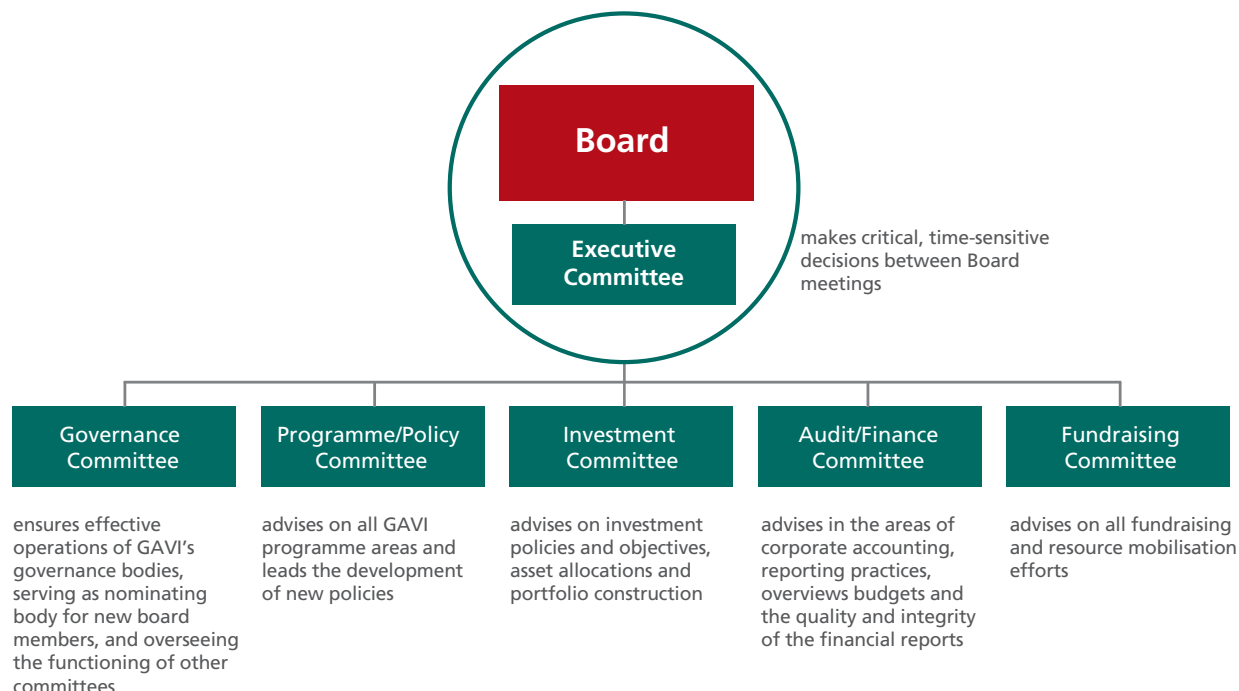 Board
Executive
Committee
makes critical, time-sensitive
decisions between Board
meetings
Governance
Committee
ensures effective
operations of GAVI's
governance bodies,
serving as nominating
body for new board
members, and overseeing
the functioning of other
committees
Programme/Policy
Committee
advises on all GAVI
programme areas and
leads the development
of new policies
Investment
Committee
advises on investment
policies and objectives,
asset allocations and
portfolio construction
Audit/Finance
Committee
advises in the areas of
corporate accounting,
reporting practices,
overviews budgets and
the quality and integrity
of the financial reports
Fundraising
Committee
advises on all fundraising
and resource mobilisation
efforts